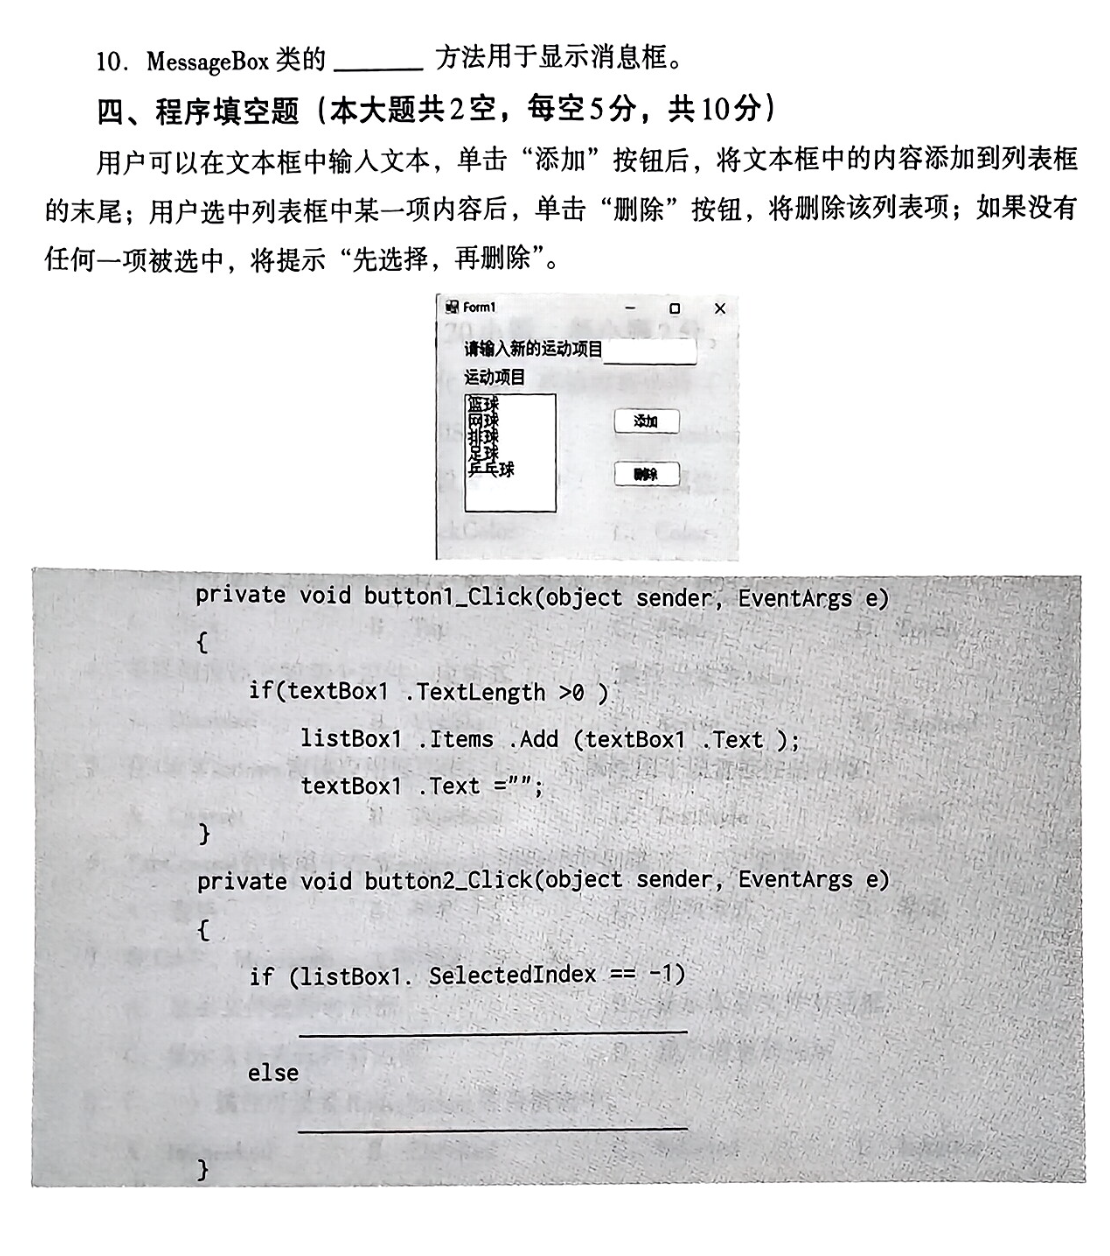 10. MessageBox 类的 ______ 方法用于显示消息框。
四、程序填空题（本大题共2空，每空5分，共10分）
用户可以在文本框中输入文本，单击“添加”按钮后，将文本框中的内容添加到列表框
的末尾；用户选中列表框中某一项内容后，单击“删除”按钮，将删除该列表项；如果没有
任何一项被选中，将提示“先选择，再删除”。
Form1
请输入新的运动项目
运动项目
篮球
网球
排球
足球
乒乓球
添加
删除
private void button1_Click(object sender, EventArgs e)
{
if(textBox1 .TextLength >0 )
listBox1 .Items .Add (textBox1 .Text );
textBox1 .Text ="";
}
private void button2_Click(object sender, EventArgs e)
{
if (listBox1. SelectedIndex == -1)
else
}